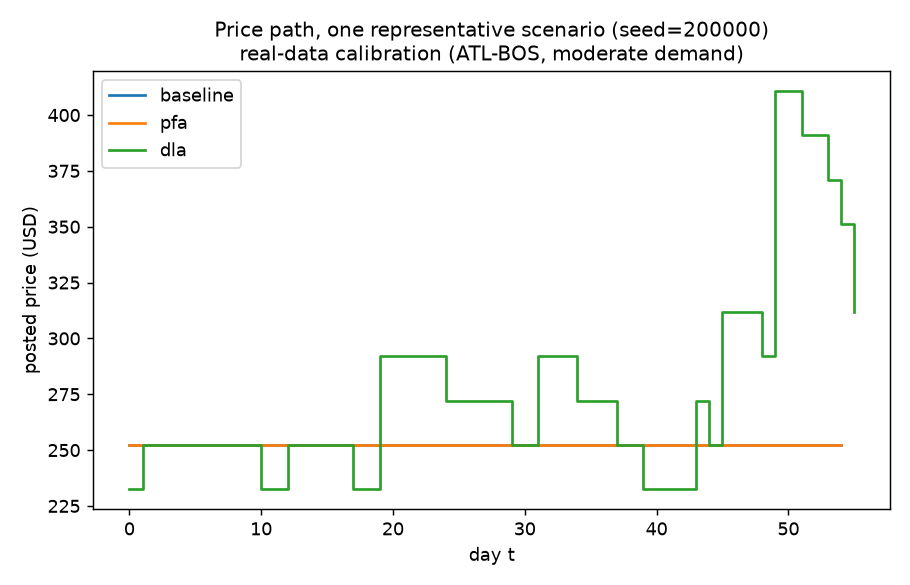 Price path, one representative scenario (seed=200000)
real-data calibration (ATL-BOS, moderate demand)
baseline
pfa
dla
posted price (USD)
400
375
350
325
300
275
250
225
0
10
20
30
40
50
day t